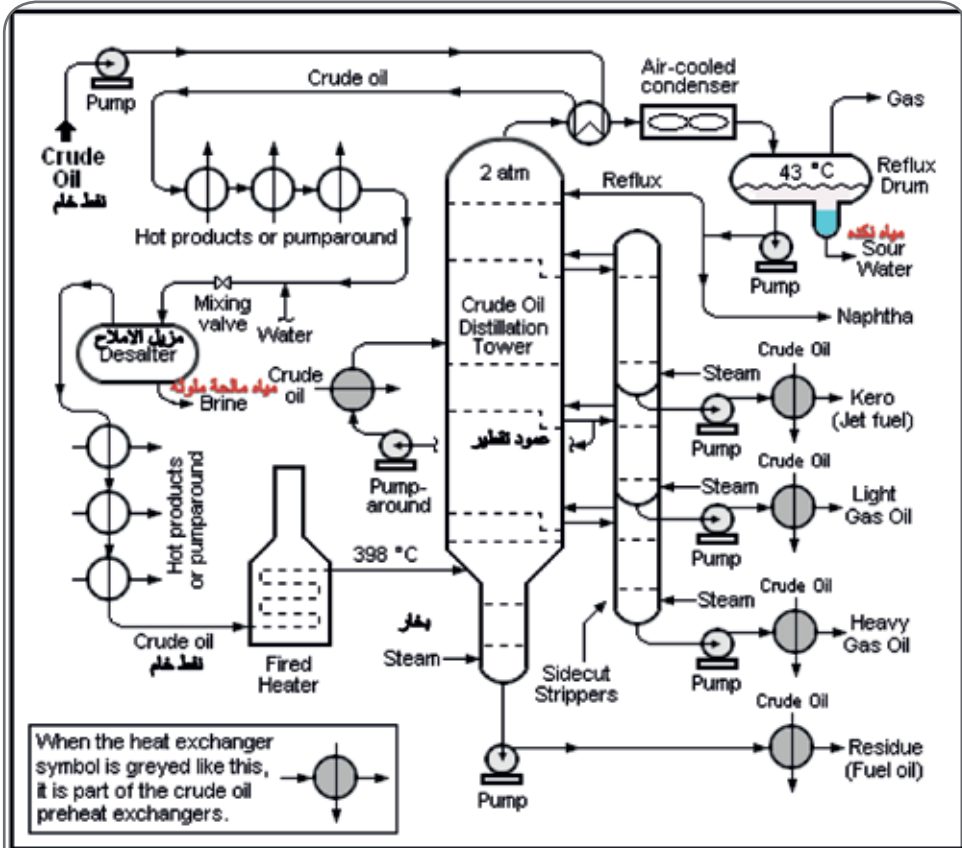 Pump
Crude
Oil
نفط خام
Crude oil
Air-cooled
condenser
Gas
2 atm
Reflux
43 °C
Reflux
Drum
مياه نكده
Sour
Water
Pump
Naphtha
Hot products or pumparound
Mixing
valve
Water
مزيل الاملاح
Desalter
مياه مالحة ملوثه
Brine
Crude
oil
Crude Oil
Distillation
Tower
عمود تقطير
Pump-
around
Hot products
or pumparound
398 °C
Crude oil
نفط خام
Fired
Heater
بخار
Steam
Sidecut
Strippers
Steam
Crude Oil
Pump
Kero
(Jet fuel)
Steam
Crude Oil
Pump
Light
Gas Oil
Steam
Crude Oil
Pump
Heavy
Gas Oil
Crude Oil
Pump
Residue
(Fuel oil)
When the heat exchanger
symbol is greyed like this,
it is part of the crude oil
preheat exchangers.